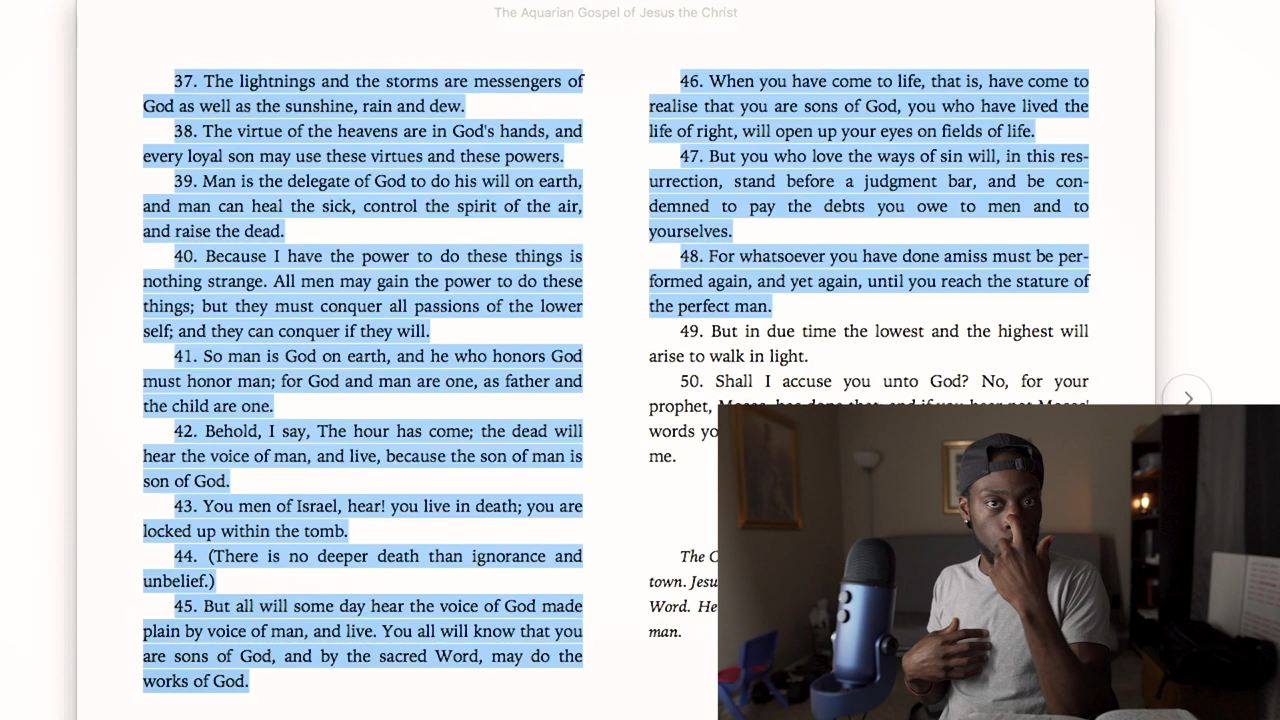 The Aquarian Gospel of Jesus the Christ
37. The lightnings and the storms are messengers of
God as well as the sunshine, rain and dew.
38. The virtue of the heavens are in God's hands, and
every loyal son may use these virtues and these powers.
39. Man is the delegate of God to do his will on earth,
and man can heal the sick, control the spirit of the air,
and raise the dead.
40. Because I have the power to do these things is
nothing strange. All men may gain the power to do these
things; but they must conquer all passions of the lower
self; and they can conquer if they will.
41. So man is God on earth, and he who honors God
must honor man; for God and man are one, as father and
the child are one.
42. Behold, I say, The hour has come; the dead will
hear the voice of man, and live, because the son of man is
son of God.
43. You men of Israel, hear! you live in death; you are
locked up within the tomb.
44. (There is no deeper death than ignorance and
unbelief.)
45. But all will some day hear the voice of God made
plain by voice of man, and live. You all will know that you
are sons of God, and by the sacred Word, may do the
works of God.
46. When you have come to life, that is, have come to
realise that you are sons of God, you who have lived the
life of right, will open up your eyes on fields of life.
47. But you who love the ways of sin will, in this res-
urrection, stand before a judgment bar, and be con-
demned to pay the debts you owe to men and to
yourselves.
48. For whatsoever you have done amiss must be per-
formed again, and yet again, until you reach the stature of
the perfect man.
49. But in due time the lowest and the highest will
arise to walk in light.
50. Shall I accuse you unto God? No, for your
prophet, Moses, has done that, and if you hear not Moses'
words yo
me.
The C
town. Jesu
Word. He
man.